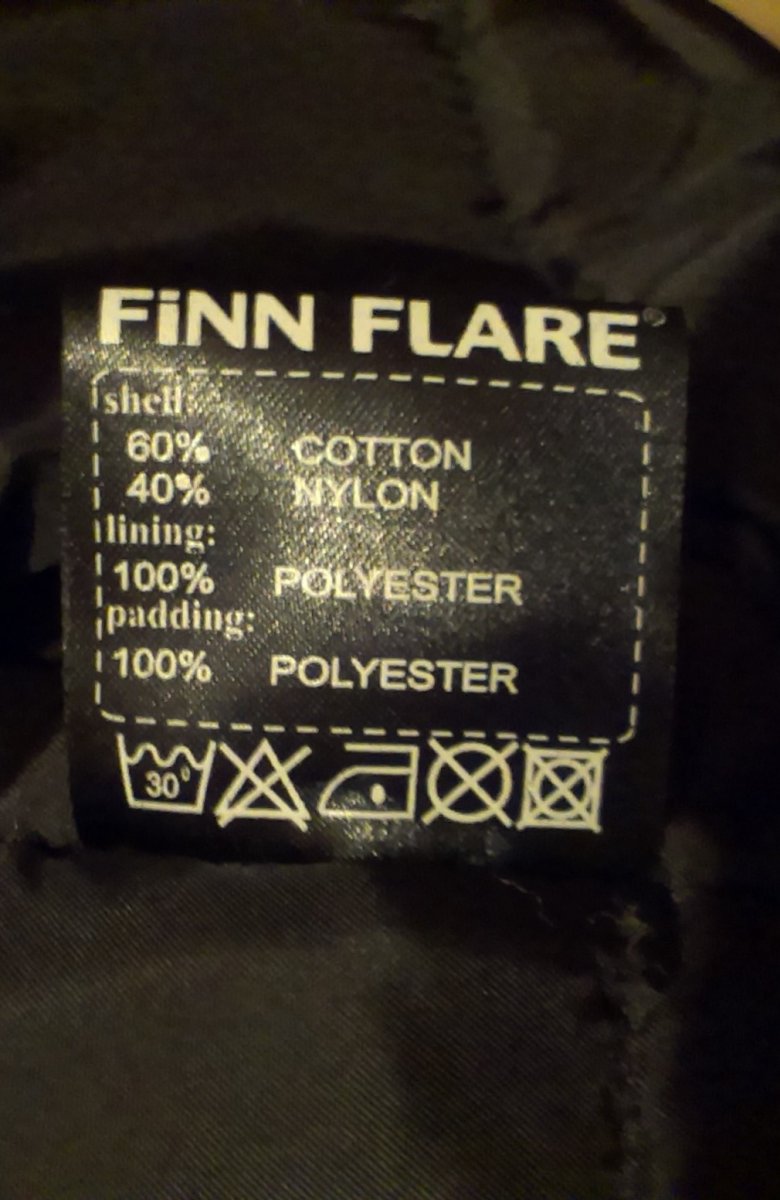 FiNN FLARE®
shell:
60% COTTON
40% NYLON
lining:
100% POLYESTER
padding:
100% POLYESTER
30°